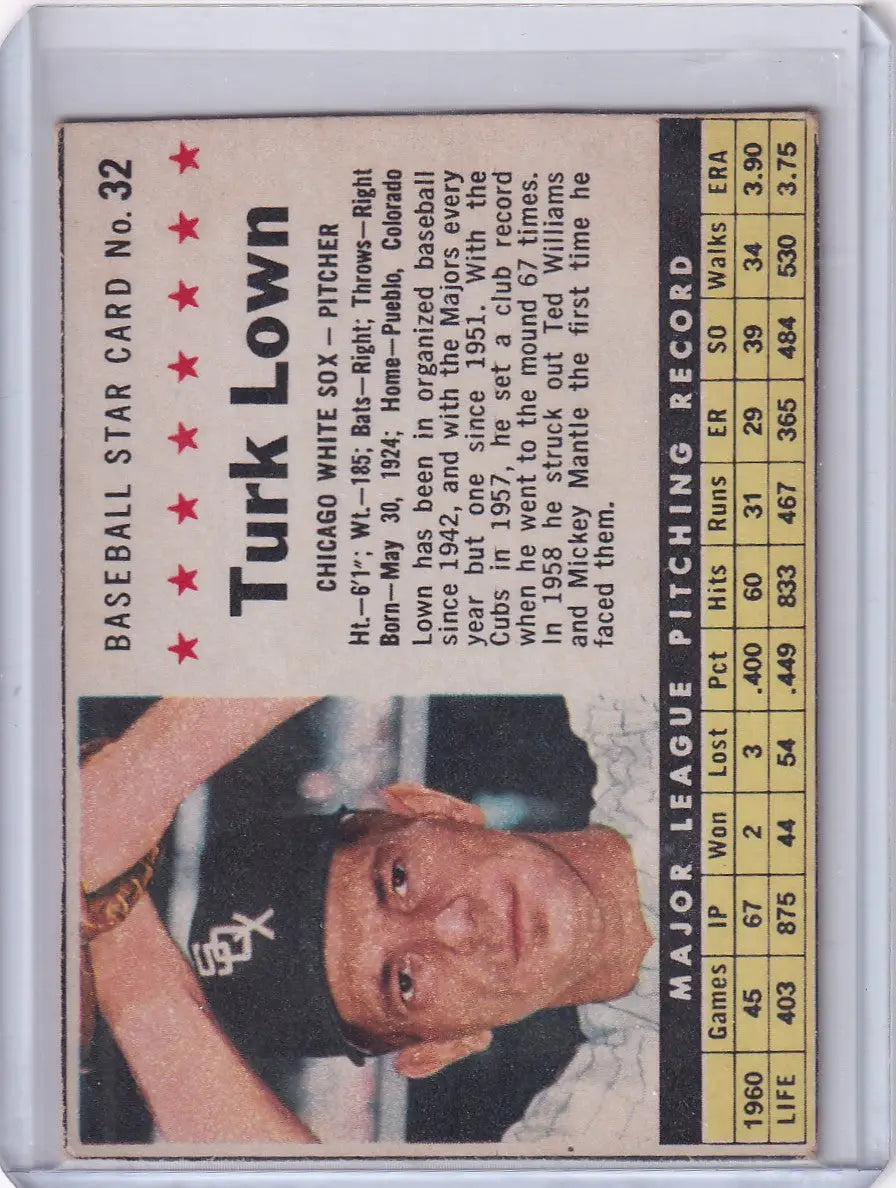 BASEBALL STAR CARD No. 32
Turk Lown
CHICAGO WHITE SOX – PITCHER
Ht.—6'1"; Wt.—185; Bats—Right; Throws—Right
Born—May 30, 1924; Home—Pueblo, Colorado
Lown has been in organized baseball
since 1942, and with the Majors every
year but one since 1951. With the
Cubs in 1957, he set a club record
when he went to the mound 67 times.
In 1958 he struck out Ted Williams
and Mickey Mantle the first time he
faced them.
SOX
MAJOR LEAGUE PITCHING RECORD
Games IP Won Lost Pct Hits Runs ER SO Walks ERA
1960 45 67 2 3 .400 60 31 29 39 34 3.90
LIFE 403 875 44 54 .449 833 467 365 484 530 3.75